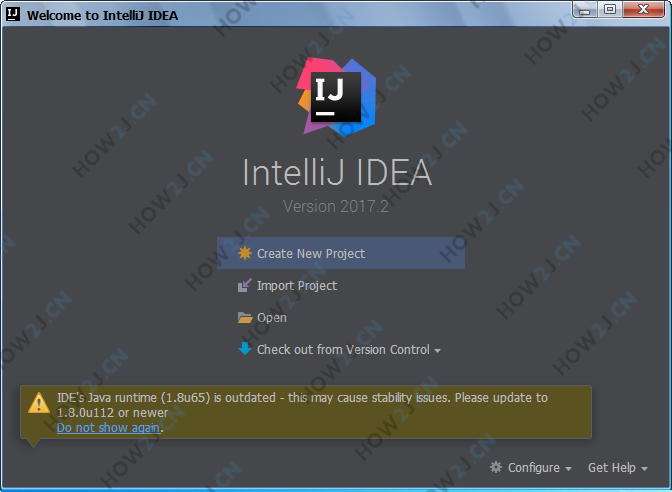 Welcome to IntelliJ IDEA
IJ
IntelliJ IDEA
Version 2017.2
Create New Project
Import Project
Open
Check out from Version Control
IDE's Java runtime (1.8u65) is outdated - this may cause stability issues. Please update to
1.8.0u112 or newer
Do not show again.
Configure
Get Help
HOW2J.CN